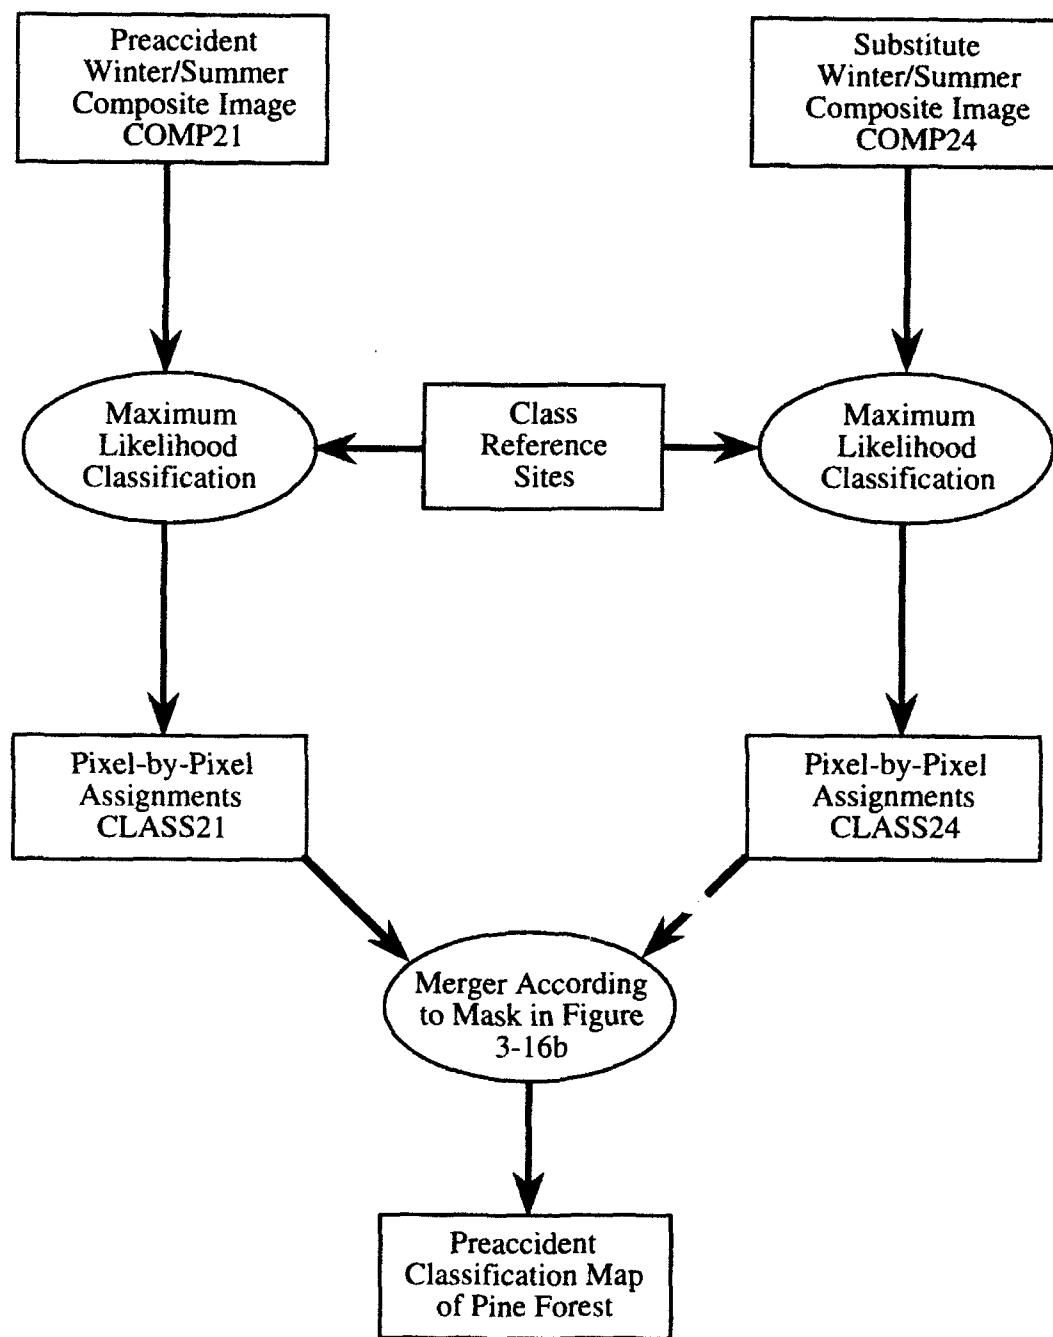 Preaccident
Winter/Summer
Composite Image
COMP21
Substitute
Winter/Summer
Composite Image
COMP24
Maximum
Likelihood
Classification
Class
Reference
Sites
Maximum
Likelihood
Classification
Pixel-by-Pixel
Assignments
CLASS21
Pixel-by-Pixel
Assignments
CLASS24
Merger According
to Mask in Figure
3-16b
Preaccident
Classification Map
of Pine Forest